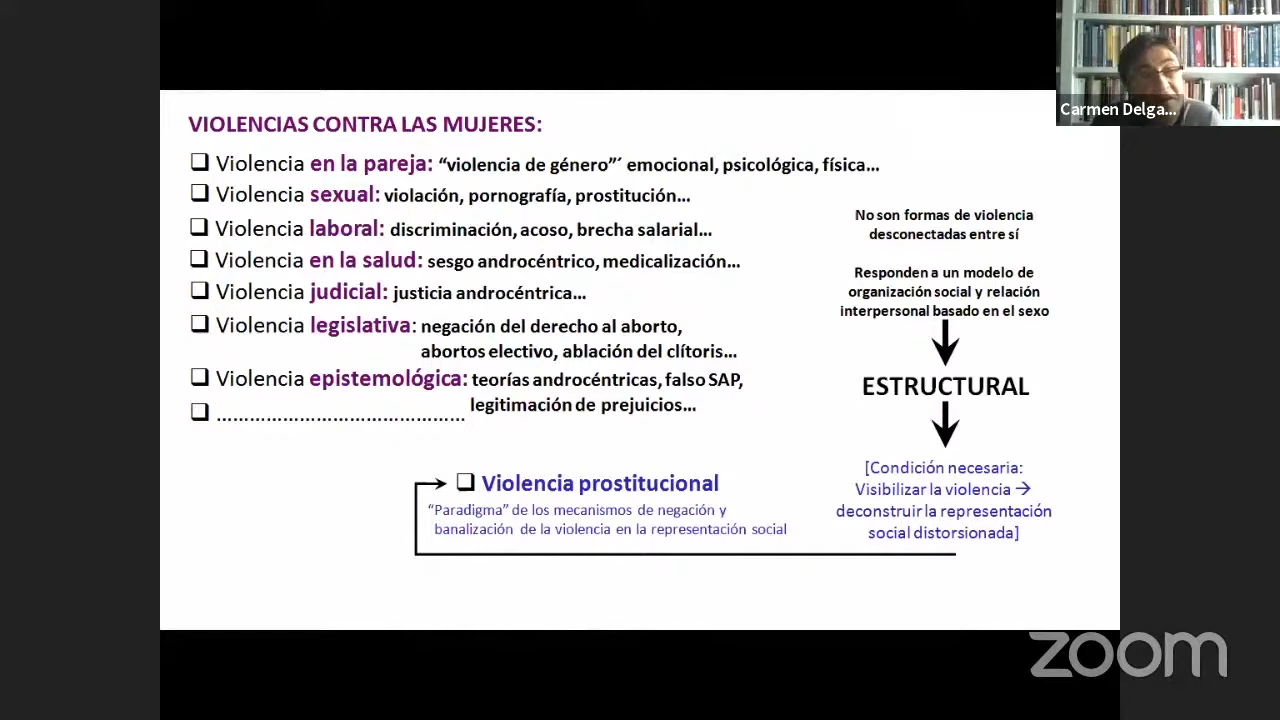 Carmen Delga...
VIOLENCIAS CONTRA LAS MUJERES:
❑ Violencia en la pareja: “violencia de género”´ emocional, psicológica, física...
❑ Violencia sexual: violación, pornografía, prostitución...
❑ Violencia laboral: discriminación, acoso, brecha salarial...
❑ Violencia en la salud: sesgo androcéntrico, medicalización...
❑ Violencia judicial: justicia androcéntrica...
❑ Violencia legislativa: negación del derecho al aborto,
abortos electivo, ablación del clítoris...
❑ Violencia epistemológica: teorías androcéntricas, falso SAP,
legitimación de prejuicios...
❑ ................................................
No son formas de violencia
desconectadas entre sí
Responden a un modelo de
organización social y relación
interpersonal basado en el sexo
ESTRUCTURAL
[Condición necesaria:
Visibilizar la violencia →
deconstruir la representación
social distorsionada]
❑ Violencia prostitucional
“Paradigma” de los mecanismos de negación y
banalización de la violencia en la representación social
zoom